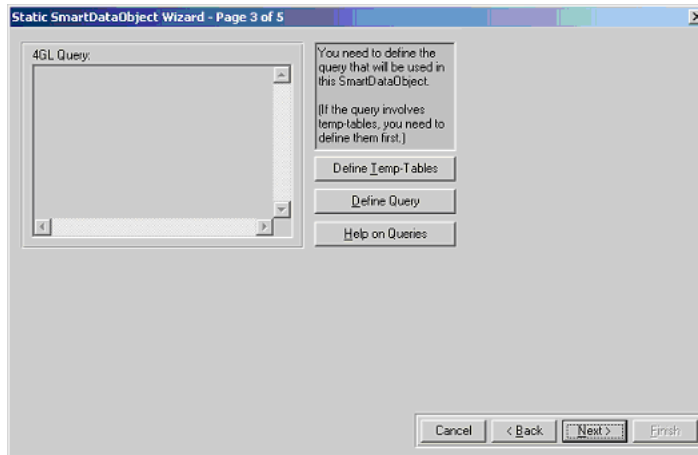 Static SmartDataObject Wizard - Page 3 of 5
4GL Query:
You need to define the
query that will be used in
this SmartDataObject.
(If the query involves
temp-tables, you need to
define them first.)
Define Temp-Tables
Define Query
Help on Queries
Cancel
< Back
Next >
Finish